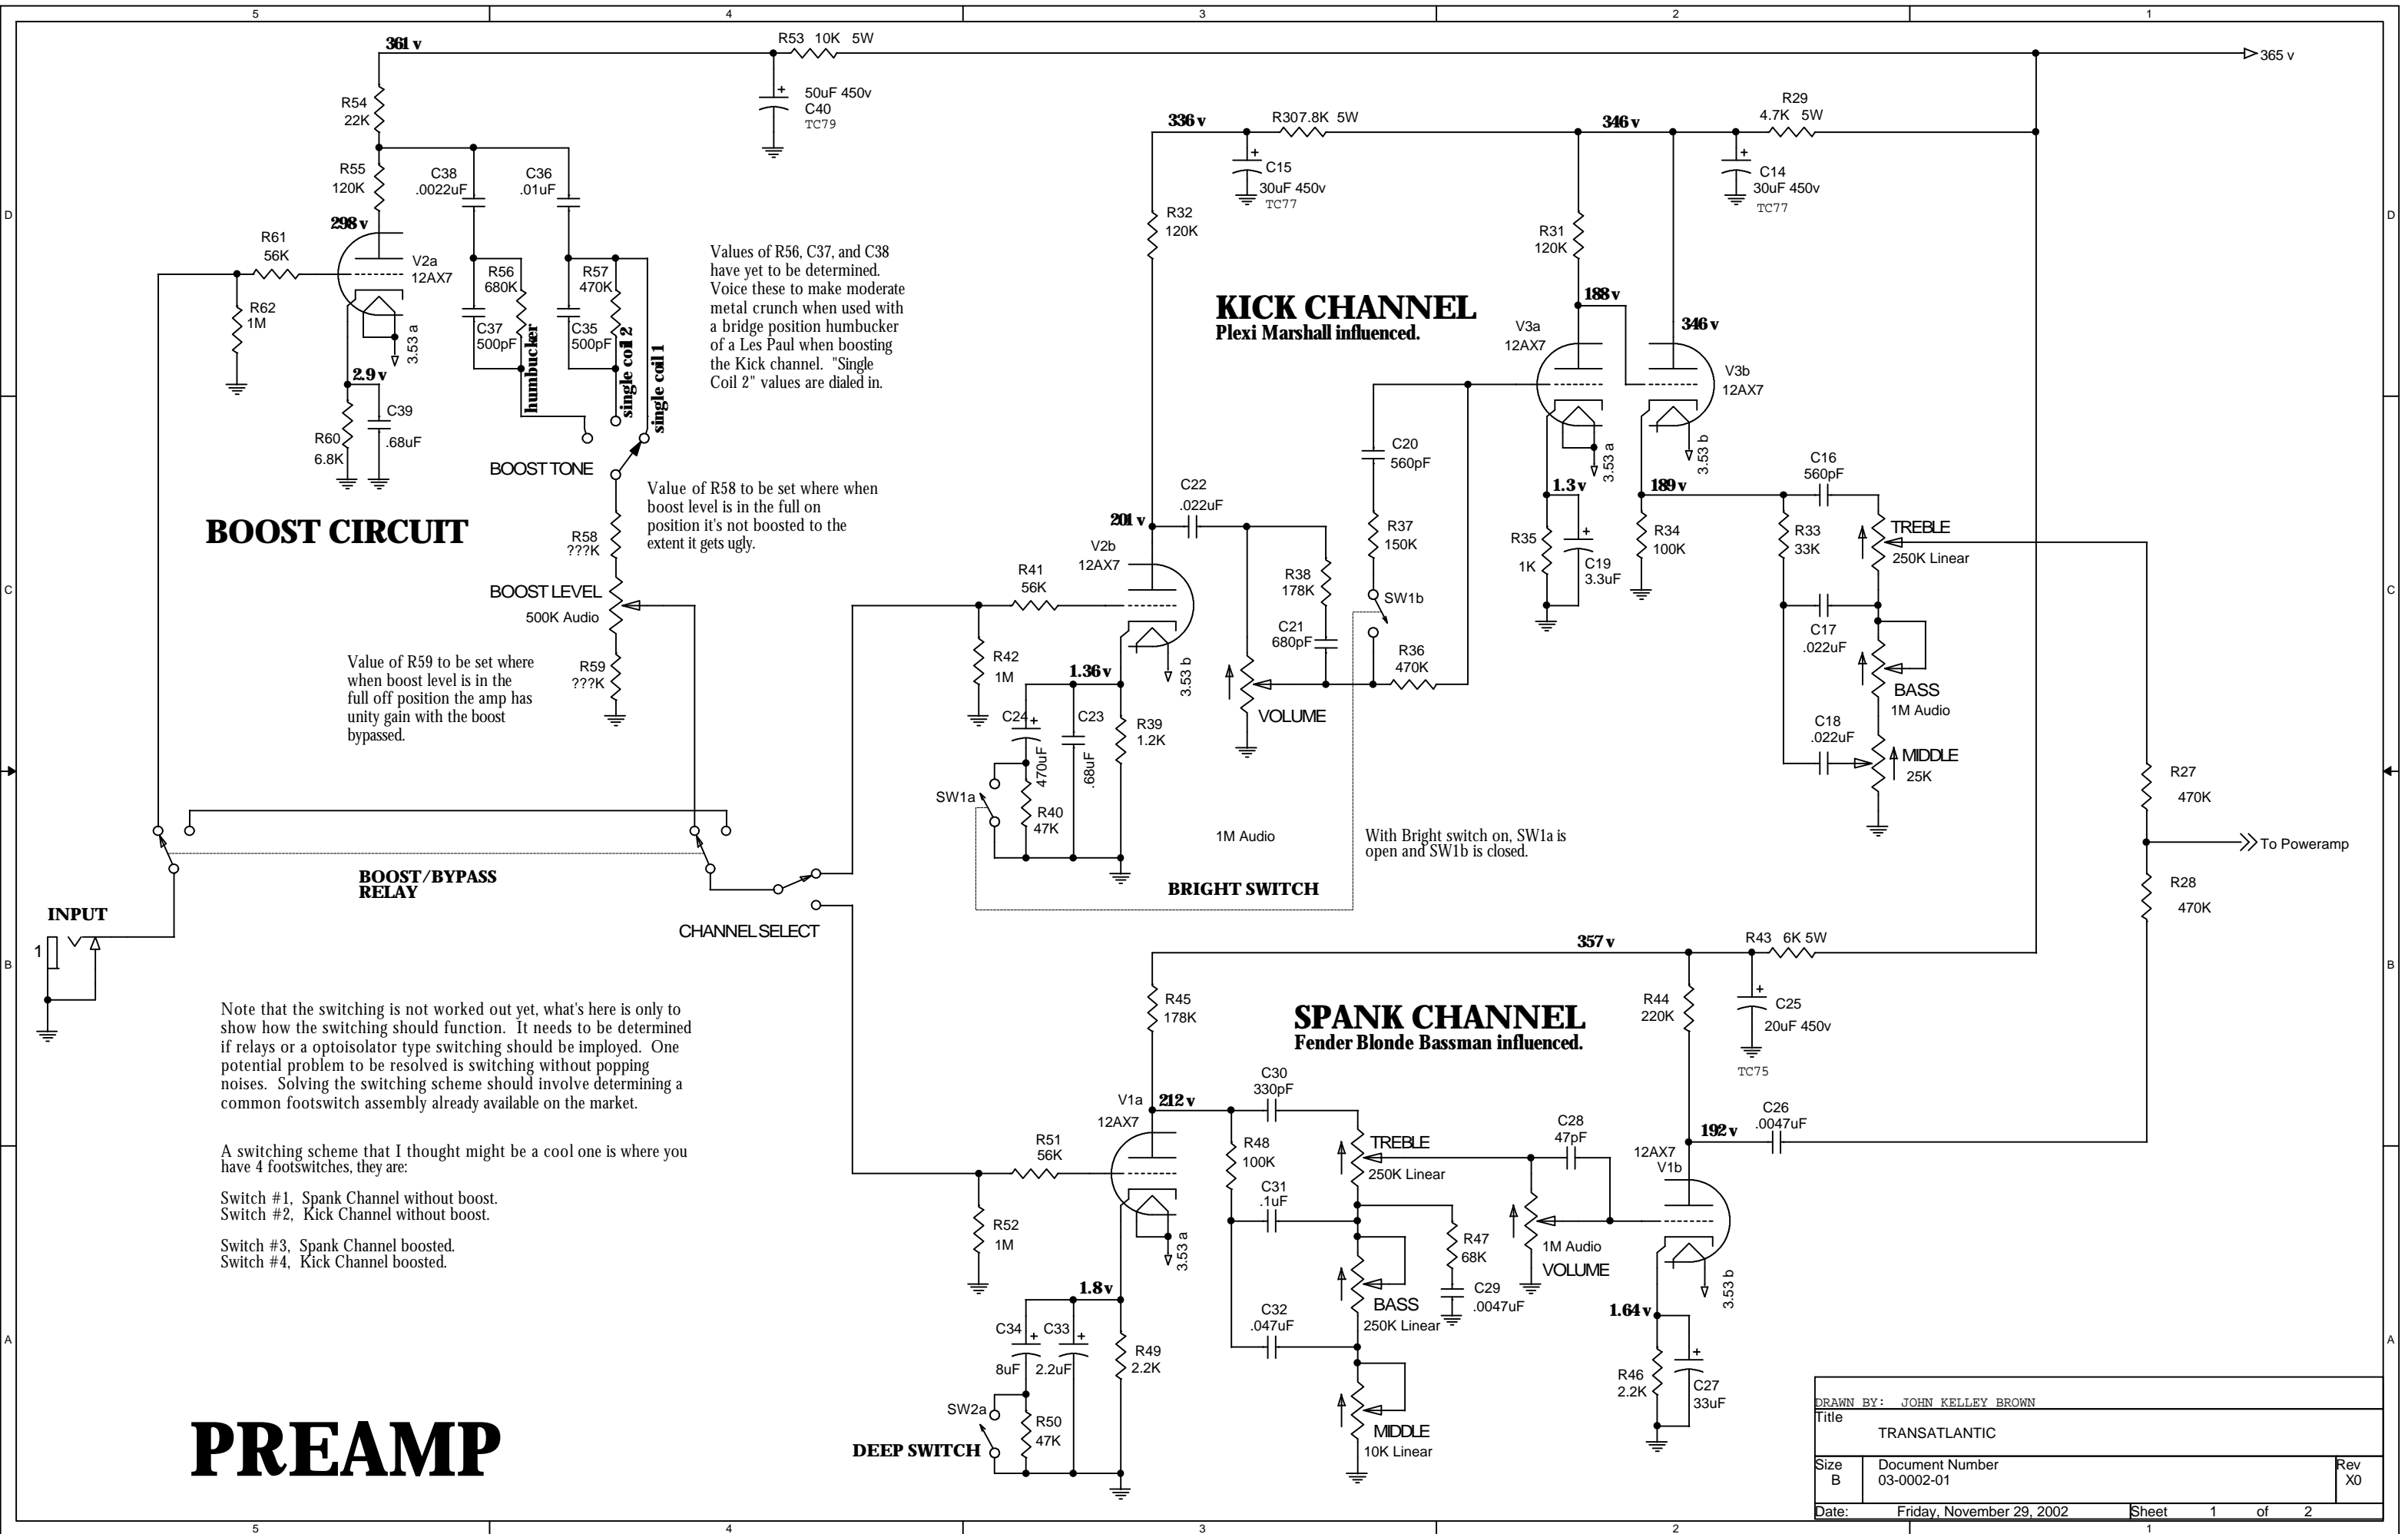 5
4
3
2
1
361 v
R53 10K 5W
365 v
R54
22K
50uF 450v
C40
TC79
R55
120K
C38
.0022uF
C36
.01uF
298 v
R61
56K
V2a
12AX7
R62
1M
R56
680K
R57
470K
C37
500pF
C35
500pF
3.53 a
humbucker
single coil 2
single coil 1
2.9 v
C39
.68uF
R60
6.8K
BOOST TONE
Values of R56, C37, and C38
have yet to be determined.
Voice these to make moderate
metal crunch when used with
a bridge position humbucker
of a Les Paul when boosting
the Kick channel. "Single
Coil 2" values are dialed in.
BOOST CIRCUIT
Value of R58 to be set where when
boost level is in the full on
position it's not boosted to the
extent it gets ugly.
R58
???K
BOOST LEVEL
500K Audio
R59
???K
Value of R59 to be set where
when boost level is in the
full off position the amp has
unity gain with the boost
bypassed.
BOOST/BYPASS
RELAY
INPUT
1
CHANNEL SELECT
336 v
R307.8K 5W
346 v
R29
4.7K 5W
C15
30uF 450v
TC77
C14
30uF 450v
TC77
R32
120K
R31
120K
KICK CHANNEL
Plexi Marshall influenced.
188 v
346 v
V3a
12AX7
V3b
12AX7
3.53 a
3.53 b
C20
560pF
R37
150K
SW1b
R36
470K
1.3 v
R35
1K
C19
3.3uF
189 v
R34
100K
C16
560pF
R33
33K
TREBLE
250K Linear
C17
.022uF
BASS
1M Audio
C18
.022uF
MIDDLE
25K
201 v
C22
.022uF
V2b
12AX7
R41
56K
R42
1M
R38
178K
C21
680pF
VOLUME
1.36 v
3.53 b
C24
470uF
C23
.68uF
R39
1.2K
SW1a
R40
47K
1M Audio
With Bright switch on, SW1a is
open and SW1b is closed.
BRIGHT SWITCH
R27
470K
To Poweramp
R28
470K
357 v
R43 6K 5W
R45
178K
R44
220K
C25
20uF 450v
TC75
SPANK CHANNEL
Fender Blonde Bassman influenced.
V1a
12AX7
212 v
C30
330pF
R51
56K
R52
1M
R48
100K
TREBLE
250K Linear
C31
.1uF
C28
47pF
192 v
C26
.0047uF
12AX7
V1b
3.53 a
R47
68K
C29
.0047uF
1M Audio
VOLUME
BASS
250K Linear
C32
.047uF
3.53 b
1.64 v
R46
2.2K
C27
33uF
1.8 v
C34
8uF
C33
2.2uF
R49
2.2K
SW2a
R50
47K
DEEP SWITCH
MIDDLE
10K Linear
Note that the switching is not worked out yet, what's here is only to
show how the switching should function. It needs to be determined
if relays or a optoisolator type switching should be imployed. One
potential problem to be resolved is switching without popping
noises. Solving the switching scheme should involve determining a
common footswitch assembly already available on the market.
A switching scheme that I thought might be a cool one is where you
have 4 footswitches, they are:
Switch #1, Spank Channel without boost.
Switch #2, Kick Channel without boost.
Switch #3, Spank Channel boosted.
Switch #4, Kick Channel boosted.
PREAMP
DRAWN BY: JOHN KELLEY BROWN
Title
TRANSATLANTIC
Size
B
Document Number
03-0002-01
Rev
X0
Date: Friday, November 29, 2002 Sheet 1 of 2
D
C
B
A
D
C
B
A
5
4
3
2
1